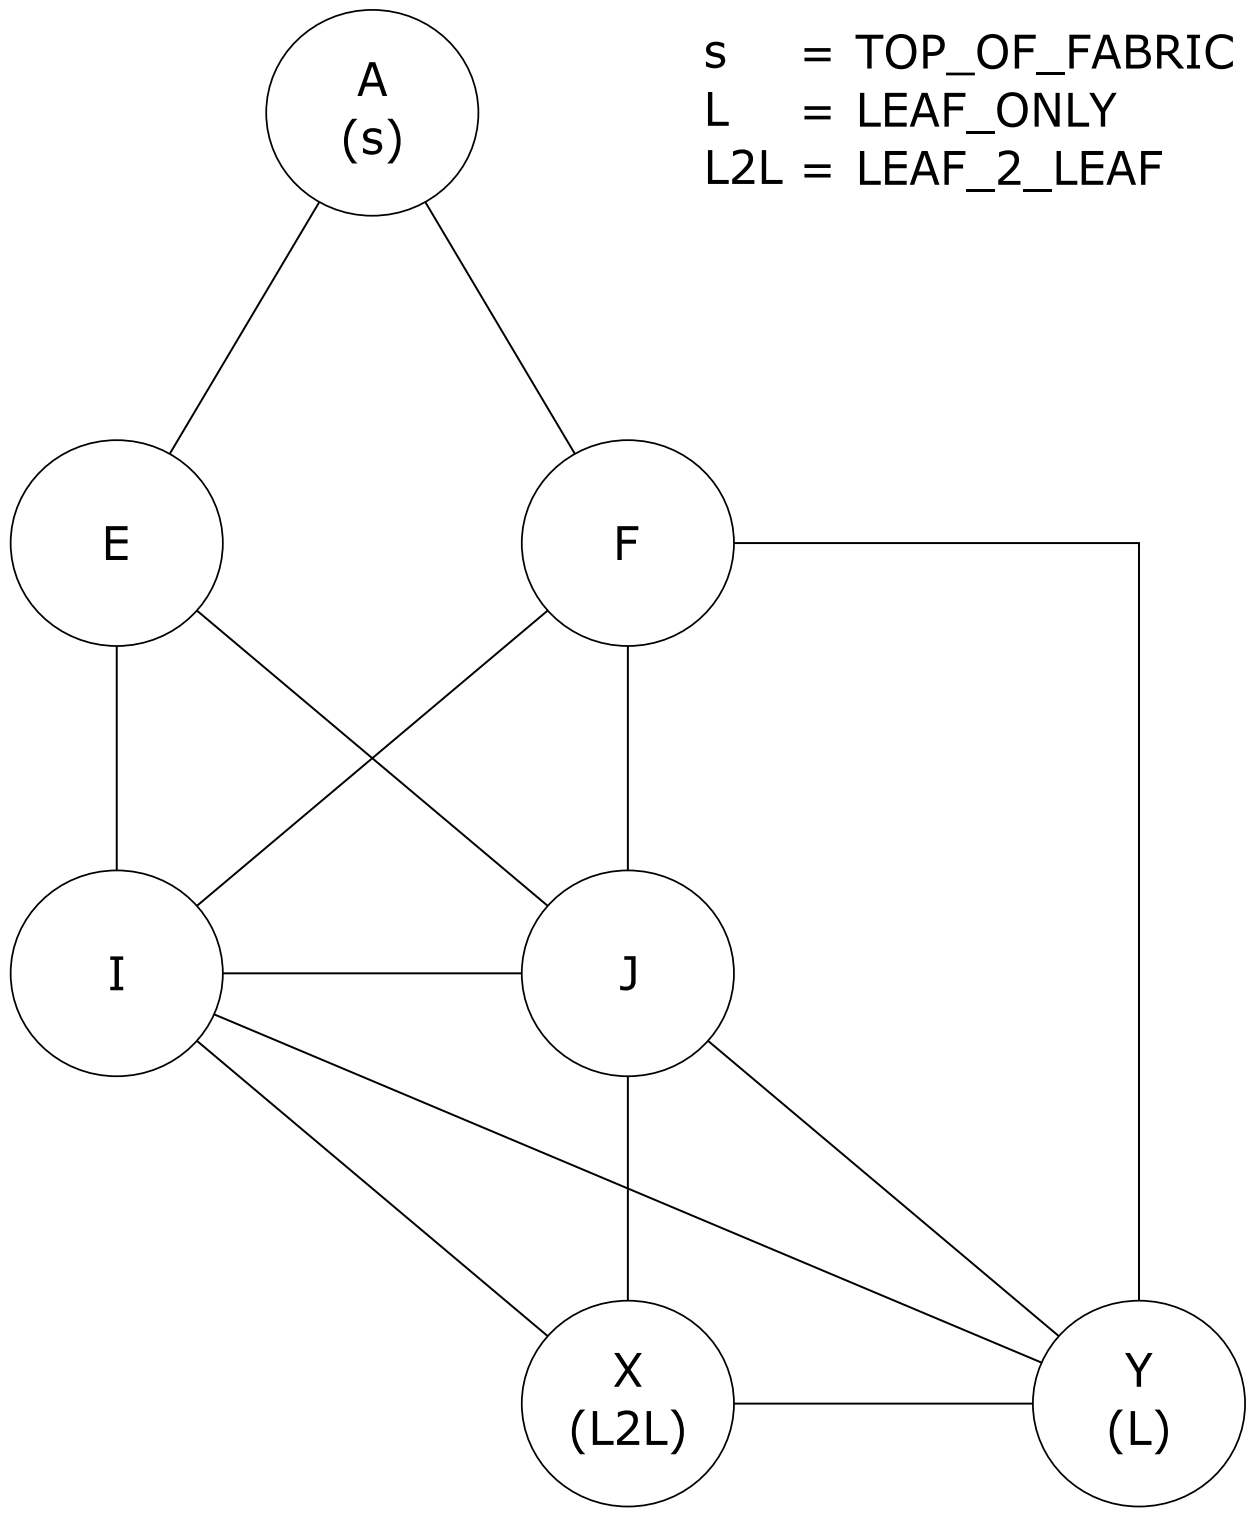 A
(s)
s = TOP_OF_FABRIC
L = LEAF_ONLY
L2L = LEAF_2_LEAF
E
F
I
J
X
(L2L)
Y
(L)